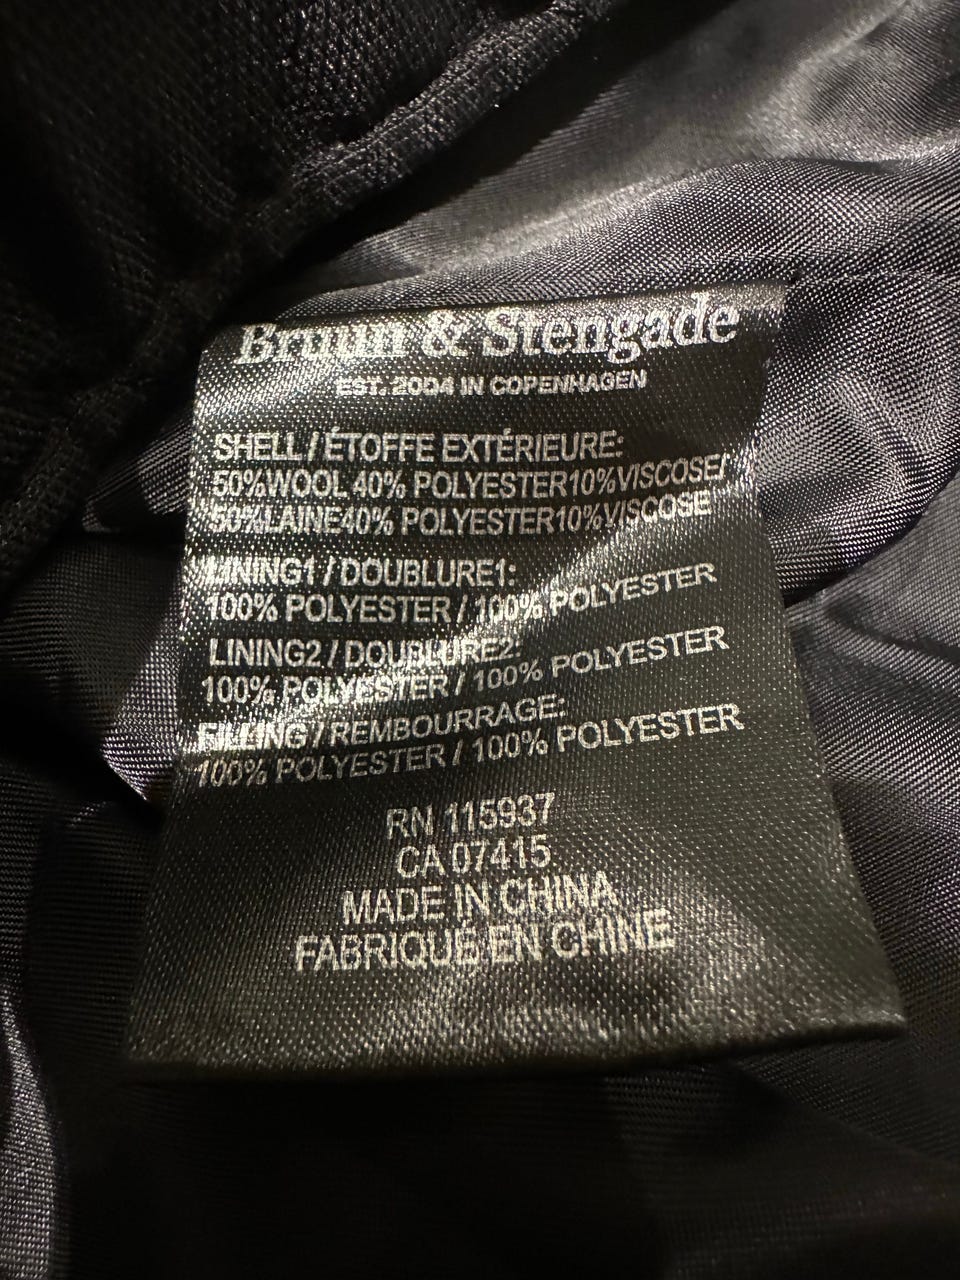 Bruun & Stengade
EST. 2004 IN COPENHAGEN
SHELL / ÉTOFFE EXTÉRIEURE:
50%WOOL 40% POLYESTER10%VISCOSE/
50%LAINE40% POLYESTER10%VISCOSE
LINING1 / DOUBLURE1:
100% POLYESTER / 100% POLYESTER
LINING2 / DOUBLURE2:
100% POLYESTER / 100% POLYESTER
FILLING / REMBOURRAGE:
100% POLYESTER / 100% POLYESTER
RN 115937
CA 07415
MADE IN CHINA
FABRIQUÉ EN CHINE